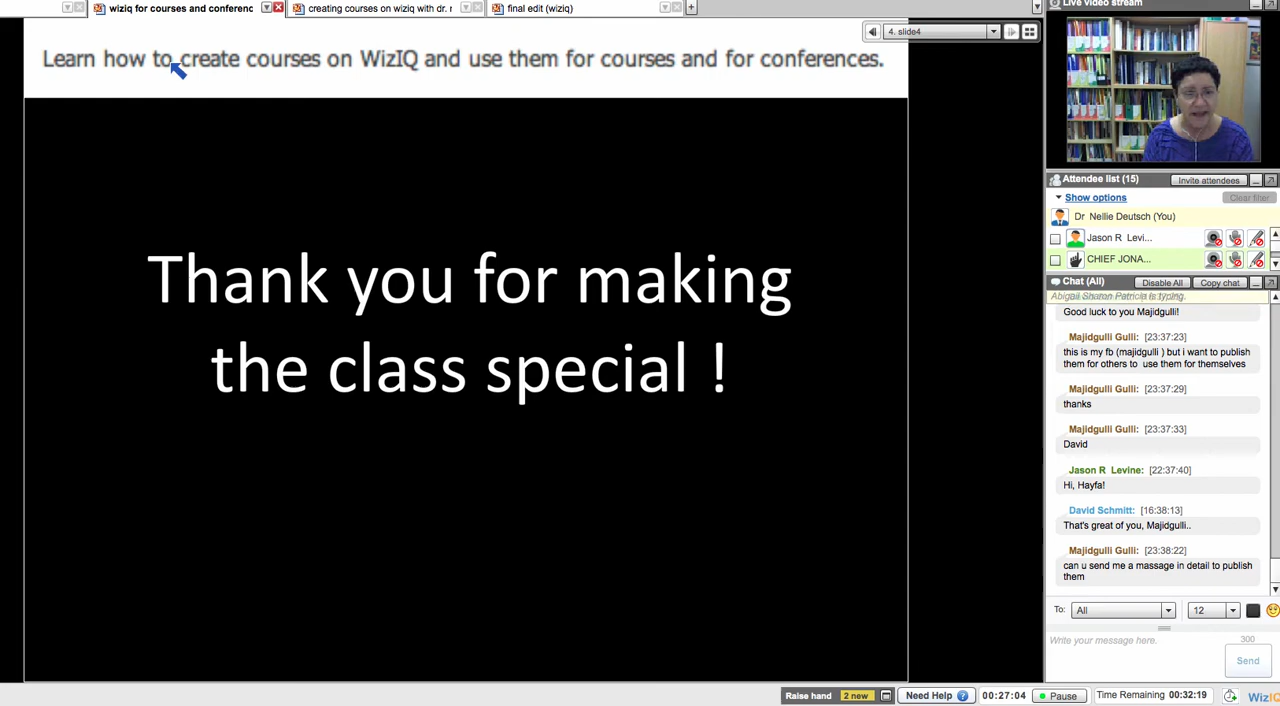 wiziq for courses and conferenc
creating courses on wiziq with dr. r
final edit (wiziq)
+
Learn how to create courses on WizIQ and use them for courses and for conferences.
4. slide4
Thank you for making
the class special !
Live video stream
Attendee list (15)
Invite attendees
Show options
Clear filter
Dr Nellie Deutsch (You)
Jason R Levi...
CHIEF JONA...
Chat (All)
Disable All
Copy chat
Abigail Sharon Patricia is typing.
Good luck to you Majidgulli!
Majidgulli Gulli: [23:37:23]
this is my fb (majidgulli ) but i want to publish
them for others to use them for themselves
Majidgulli Gulli: [23:37:29]
thanks
Majidgulli Gulli: [23:37:33]
David
Jason R Levine: [22:37:40]
Hi, Hayfa!
David Schmitt: [16:38:13]
That's great of you, Majidgulli..
Majidgulli Gulli: [23:38:22]
can u send me a massage in detail to publish
them
To: All 12
Write your message here.
300
Send
Raise hand 2 new Need Help ? 00:27:04 Pause Time Remaining 00:32:19 WizIQ